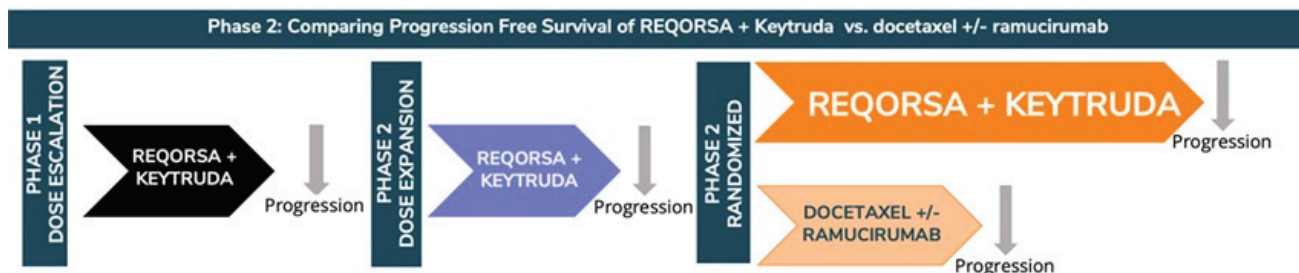 Phase 2: Comparing Progression Free Survival of REQORSA + Keytruda vs. docetaxel +/- ramucirumab
PHASE 1
DOSE ESCALATION
REQORSA +
KEYTRUDA
Progression
PHASE 2
DOSE EXPANSION
REQORSA +
KEYTRUDA
Progression
PHASE 2
RANDOMIZED
REQORSA + KEYTRUDA
Progression
DOCETAXEL +/-
RAMUCIRUMAB
Progression